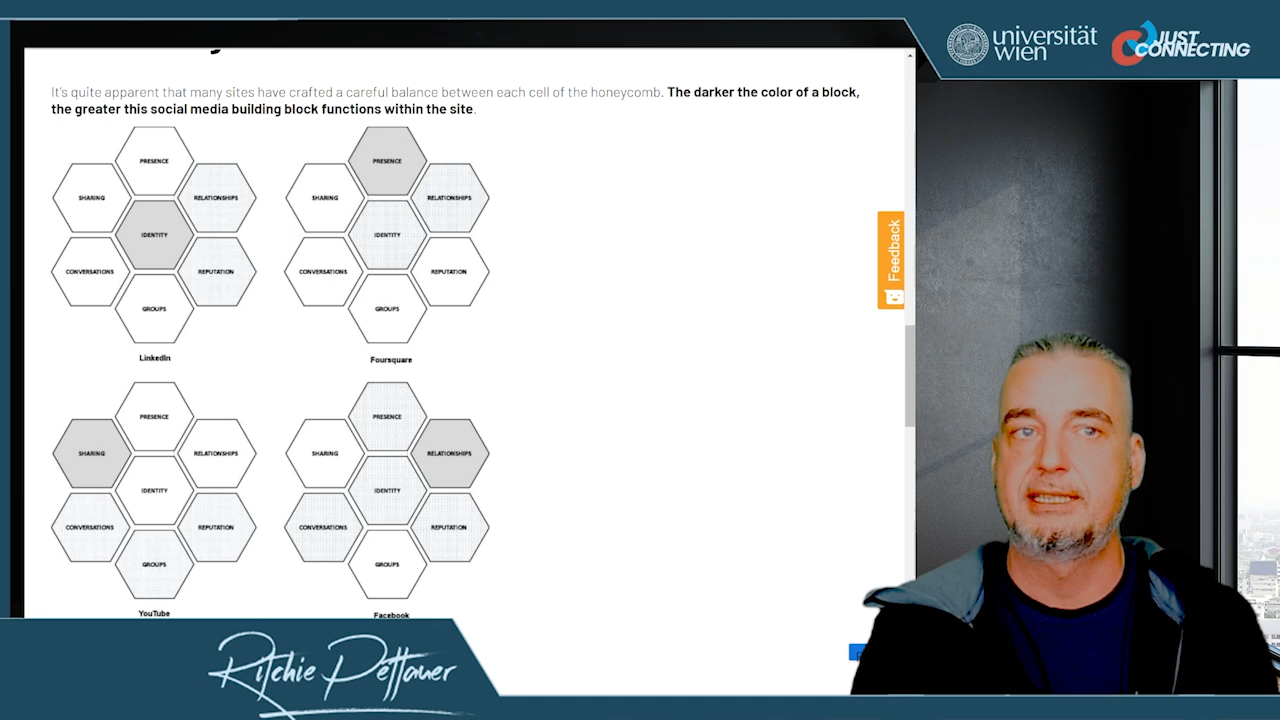 universität
wien
JUST
CONNECTING
It's quite apparent that many sites have crafted a careful balance between each cell of the honeycomb. The darker the color of a block,
the greater this social media building block functions within the site.
PRESENCE
SHARING
RELATIONSHIPS
IDENTITY
CONVERSATIONS
REPUTATION
GROUPS
LinkedIn
PRESENCE
SHARING
RELATIONSHIPS
IDENTITY
CONVERSATIONS
REPUTATION
GROUPS
Foursquare
Feedback
PRESENCE
SHARING
RELATIONSHIPS
IDENTITY
CONVERSATIONS
REPUTATION
GROUPS
YouTube
PRESENCE
SHARING
RELATIONSHIPS
IDENTITY
CONVERSATIONS
REPUTATION
GROUPS
Facebook
Ritchie Pettauer